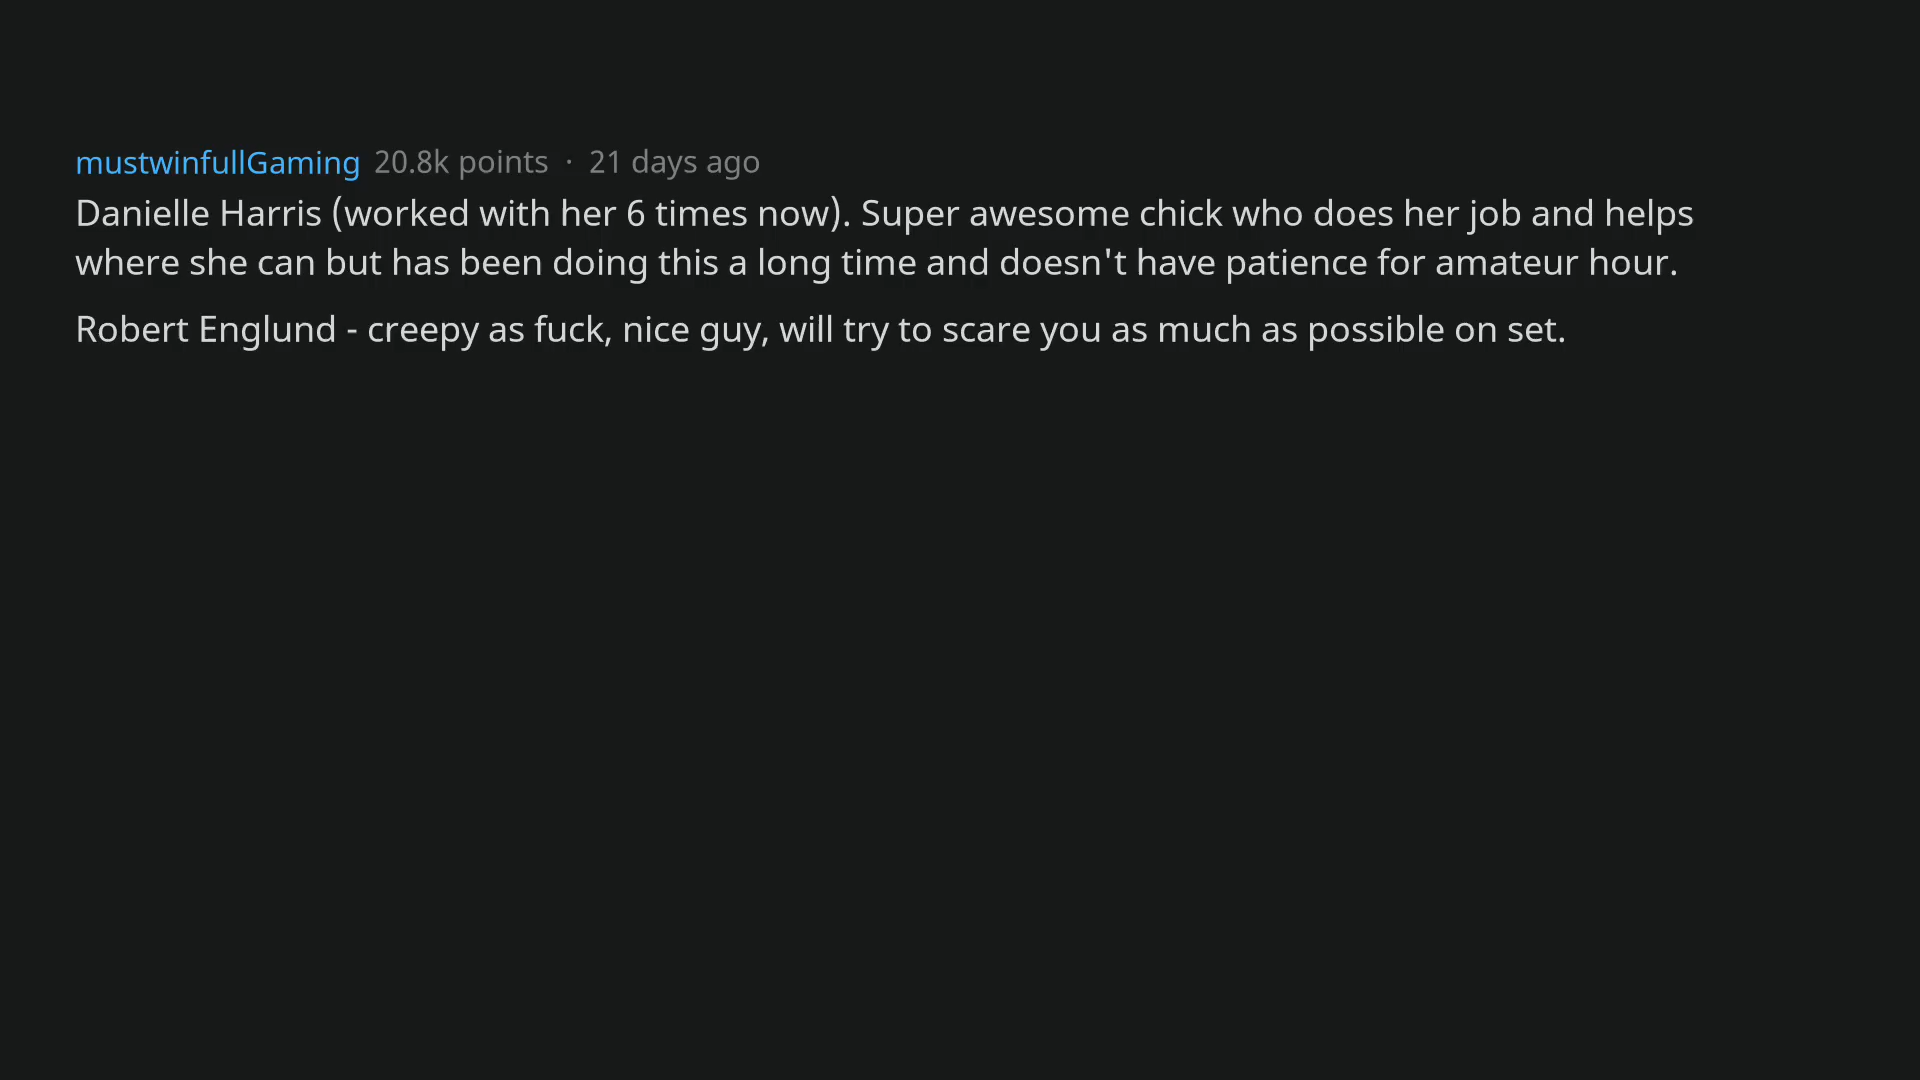 mustwinfullGaming 20.8k points · 21 days ago
Danielle Harris (worked with her 6 times now). Super awesome chick who does her job and helps
where she can but has been doing this a long time and doesn't have patience for amateur hour.
Robert Englund - creepy as fuck, nice guy, will try to scare you as much as possible on set.